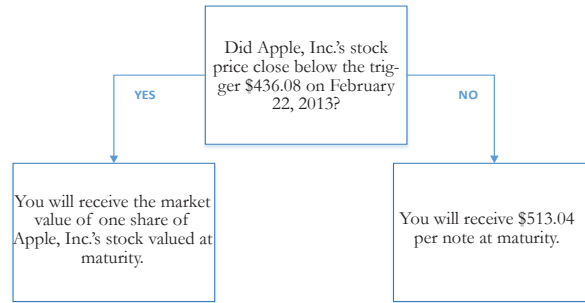 Did Apple, Inc.'s stock
price close below the trig-
ger $436.08 on February
22, 2013?
YES
NO
You will receive the market
value of one share of
Apple, Inc.'s stock valued at
maturity.
You will receive $513.04
per note at maturity.